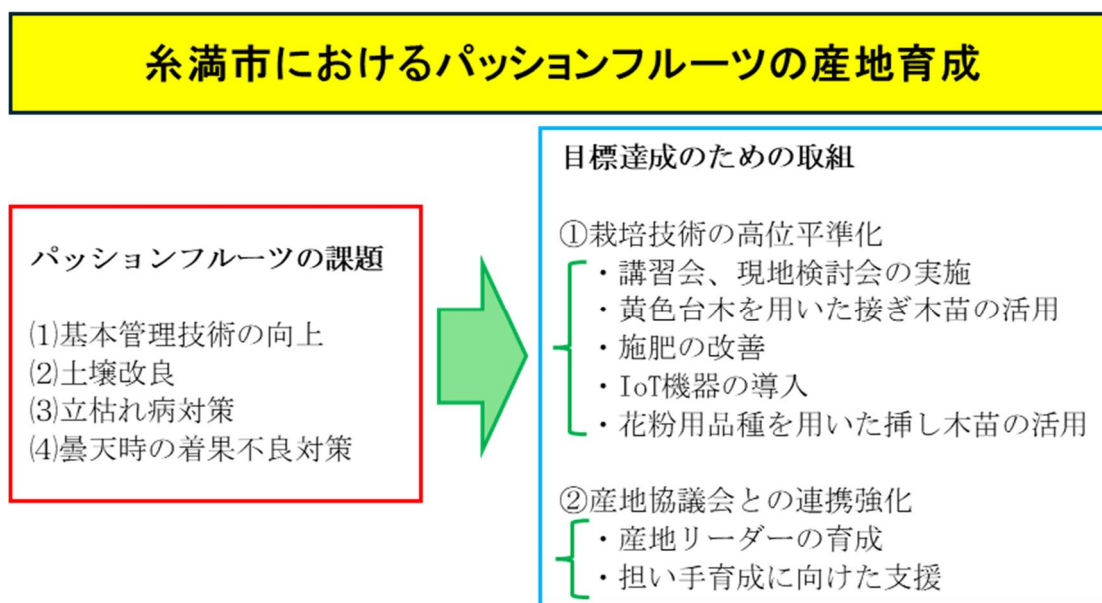 糸満市におけるパッションフルーツの産地育成
パッションフルーツの課題
⑴基本管理技術の向上
⑵土壌改良
⑶立枯れ病対策
⑷曇天時の着果不良対策
目標達成のための取組
①栽培技術の高位平準化
・講習会、現地検討会の実施
・黄色台木を用いた接ぎ木苗の活用
・施肥の改善
・IoT機器の導入
・花粉用品種を用いた挿し木苗の活用
②産地協議会との連携強化
・産地リーダーの育成
・担い手育成に向けた支援